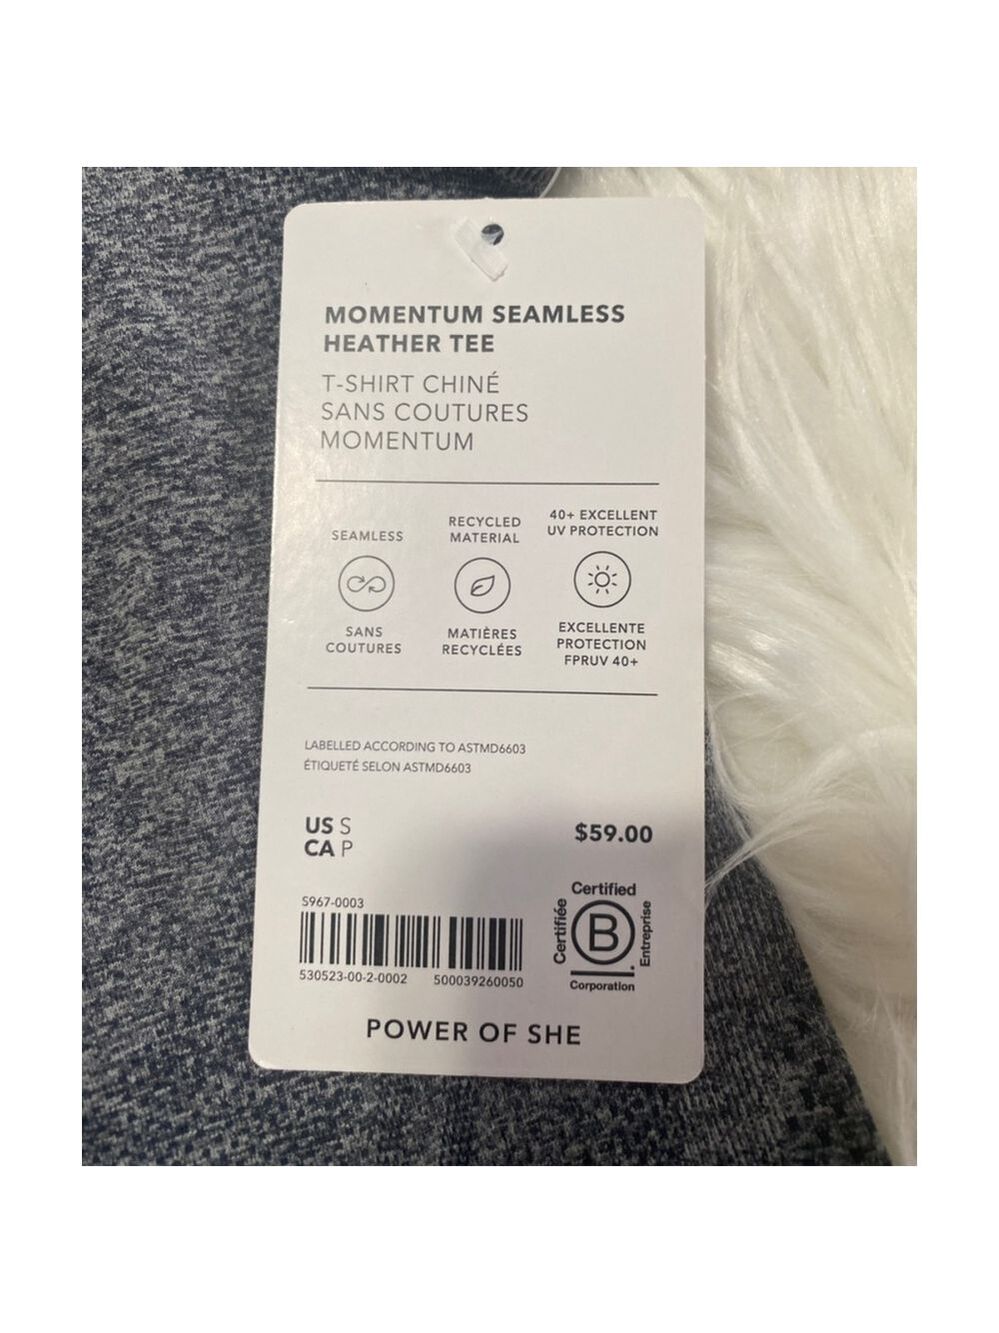 MOMENTUM SEAMLESS
HEATHER TEE
T-SHIRT CHINÉ
SANS COUTURES
MOMENTUM
SEAMLESS
SANS
COUTURES
RECYCLED
MATERIAL
MATIÈRES
RECYCLÉES
40+ EXCELLENT
UV PROTECTION
EXCELLENTE
PROTECTION
FPRUV 40+
LABELLED ACCORDING TO ASTMD6603
ÉTIQUETÉ SELON ASTMD6603
US S
CA P
$59.00
S967-0003
530523-00-2-0002 500039260050
Certified
Certifiée
B
Entreprise
Corporation
POWER OF SHE